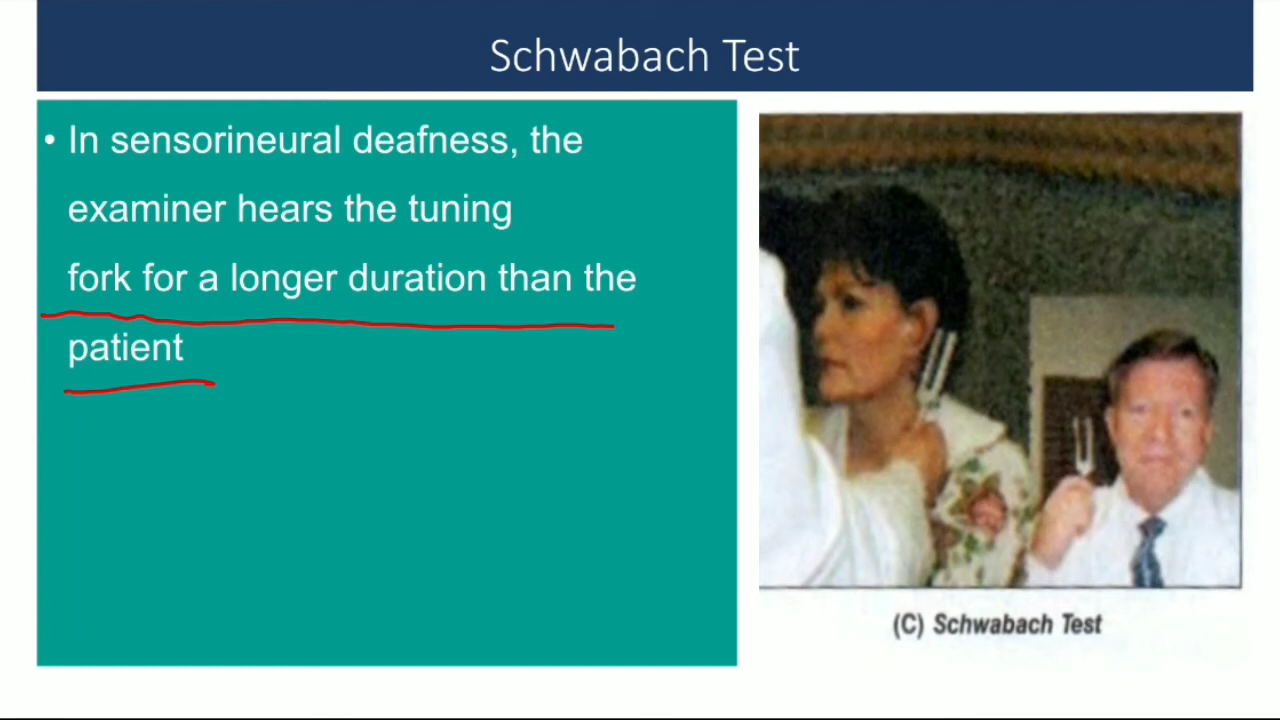 Schwabach Test
• In sensorineural deafness, the
examiner hears the tuning
fork for a longer duration than the
patient
(C) Schwabach Test